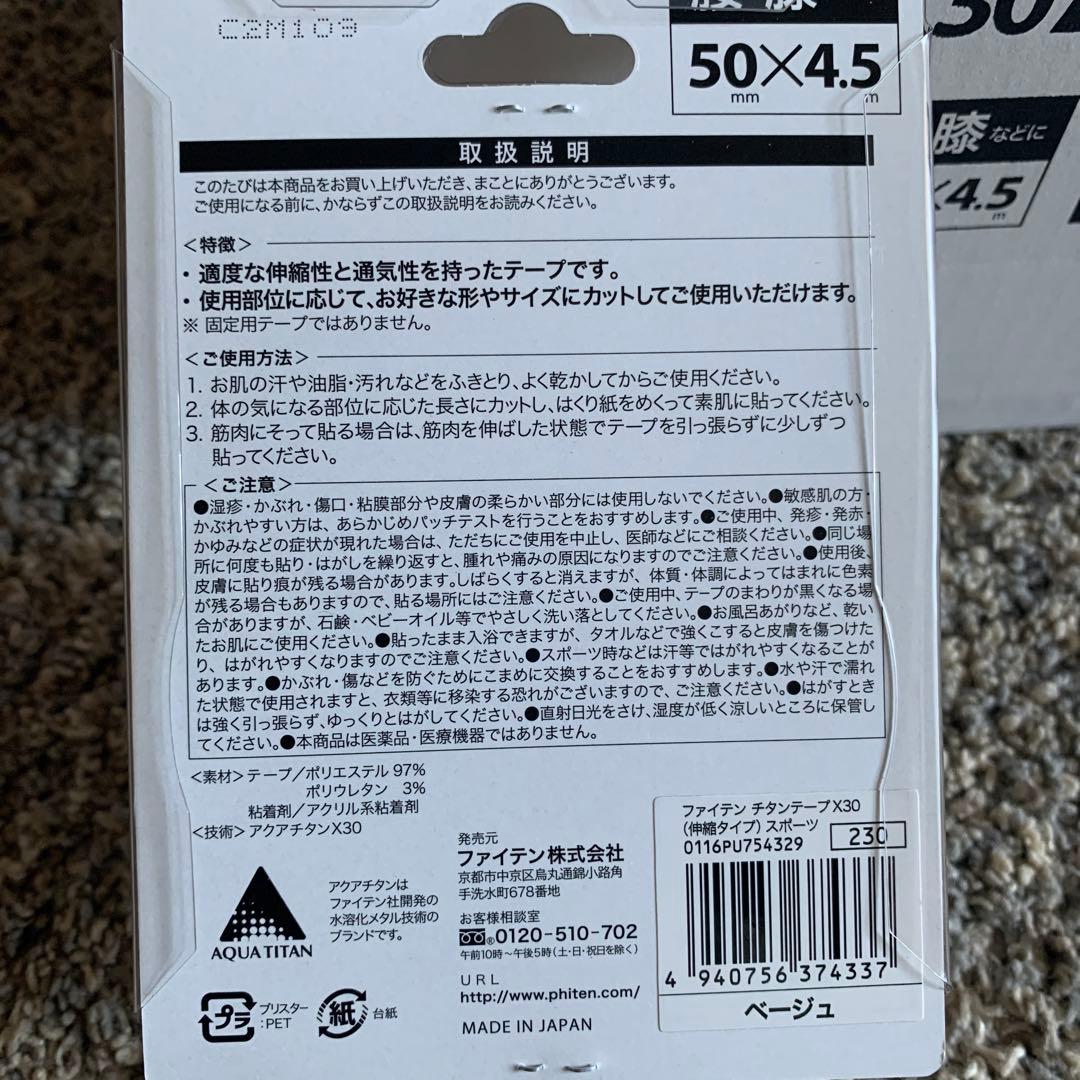 C2M109
50×4.5
mm m
膝などに
×4.5
m
取扱説明
このたびは本商品をお買い上げいただき、まことにありがとうございます。
ご使用になる前に、かならずこの取扱説明をお読みください。
<特徴>
・適度な伸縮性と通気性を持ったテープです。
・使用部位に応じて、お好きな形やサイズにカットしてご使用いただけます。
※ 固定用テープではありません。
<ご使用方法>
1. お肌の汗や油脂・汚れなどをふきとり、よく乾かしてからご使用ください。
2. 体の気になる部位に応じた長さにカットし、はくり紙をめくって素肌に貼ってください。
3. 筋肉にそって貼る場合は、筋肉を伸ばした状態でテープを引っ張らずに少しずつ
貼ってください。
<ご注意>
●湿疹・かぶれ・傷口・粘膜部分や皮膚の柔らかい部分には使用しないでください。●敏感肌の方・
かぶれやすい方は、あらかじめパッチテストを行うことをおすすめします。●ご使用中、発疹・発赤・
かゆみなどの症状が現れた場合は、ただちにご使用を中止し、医師などにご相談ください。●同じ場
所に何度も貼り・はがしを繰り返すと、腫れや痛みの原因になりますのでご注意ください。●使用後、
皮膚に貼り痕が残る場合があります。しばらくすると消えますが、体質・体調によってはまれに色素
が残る場合もありますので、貼る場所にはご注意ください。●ご使用中、テープのまわりが黒くなる場
合がありますが、石鹸・ベビーオイル等でやさしく洗い落としてください。●お風呂あがりなど、乾い
たお肌にご使用ください。●貼ったまま入浴できますが、タオルなどで強くこすると皮膚を傷つけた
り、はがれやすくなりますのでご注意ください。●スポーツ時などは汗等ではがれやすくなることが
あります。●かぶれ・傷などを防ぐためにこまめに交換することをおすすめします。●水や汗で濡れ
た状態で使用されますと、衣類等に移染する恐れがございますので、ご注意ください。●はがすとき
は強く引っ張らず、ゆっくりとはがしてください。●直射日光をさけ、湿度が低く涼しいところに保管し
てください。●本商品は医薬品・医療機器ではありません。
<素材>テープ/ポリエステル 97%
ポリウレタン 3%
粘着剤/アクリル系粘着剤
<技術>アクアチタンX30
AQUA TITAN
アクアチタンは
ファイテン社開発の
水溶化メタル技術の
ブランドです。
プラ
ブリスター
:PET
紙
台紙
発売元
ファイテン株式会社
京都市中京区烏丸通錦小路角
手洗水町678番地
お客様相談室
0120-510-702
午前10時〜午後5時(土・日・祝日を除く)
URL
http://www.phiten.com/
MADE IN JAPAN
ファイテン チタンテープX30
(伸縮タイプ) スポーツ
0116PU754329 230
4 940756 374337
ベージュ